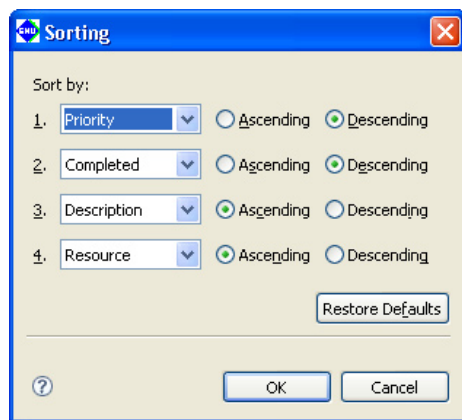 GNU Sorting
Sort by:
1. Priority Ascending Descending
2. Completed Ascending Descending
3. Description Ascending Descending
4. Resource Ascending Descending
Restore Defaults
? OK Cancel